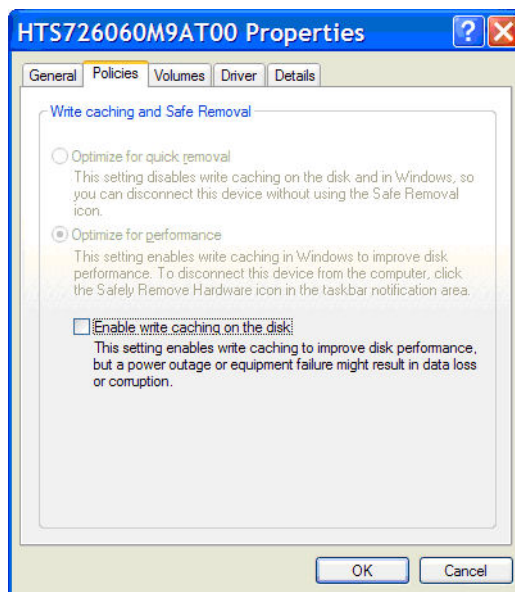 HTS726060M9AT00 Properties
General Policies Volumes Driver Details
Write caching and Safe Removal
Optimize for quick removal
This setting disables write caching on the disk and in Windows, so
you can disconnect this device without using the Safe Removal
icon.
Optimize for performance
This setting enables write caching in Windows to improve disk
performance. To disconnect this device from the computer, click
the Safely Remove Hardware icon in the taskbar notification area.
Enable write caching on the disk
This setting enables write caching to improve disk performance,
but a power outage or equipment failure might result in data loss
or corruption.
OK Cancel